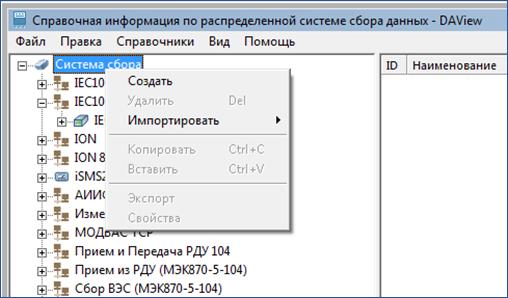 Справочная информация по распределенной системе сбора данных - DAView
Файл Правка Справочники Вид Помощь
Система сбора
ID Наименование
IEC10
IEC10
IE
ION
ION 8
iSMS2
АИИС
Изме
МОДБАС TCP
Прием и Передача РДУ 104
Прием из РДУ (МЭК870-5-104)
Сбор ВЭС (МЭК870-5-104)
Создать
Удалить Del
Импортировать
Копировать Ctrl+C
Вставить Ctrl+V
Экспорт
Свойства